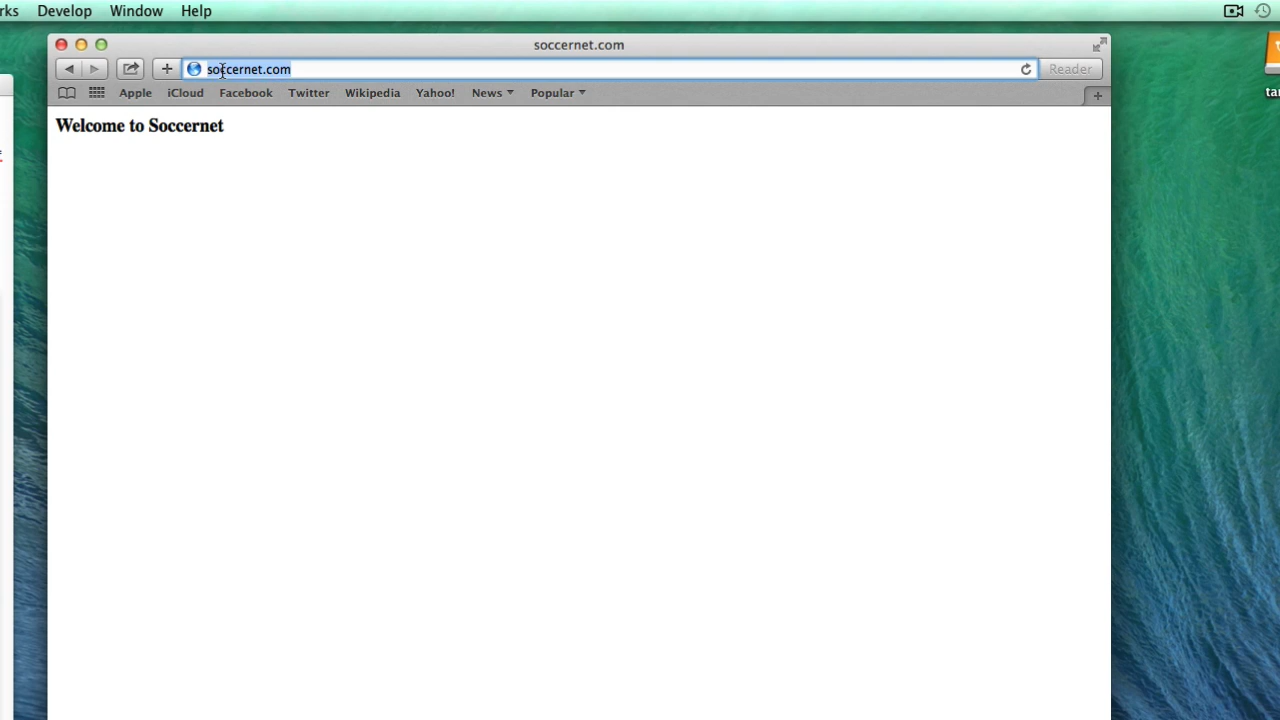 rks Develop Window Help
soccernet.com
soccernet.com Reader
Apple iCloud Facebook Twitter Wikipedia Yahoo! News Popular
Welcome to Soccernet
tar